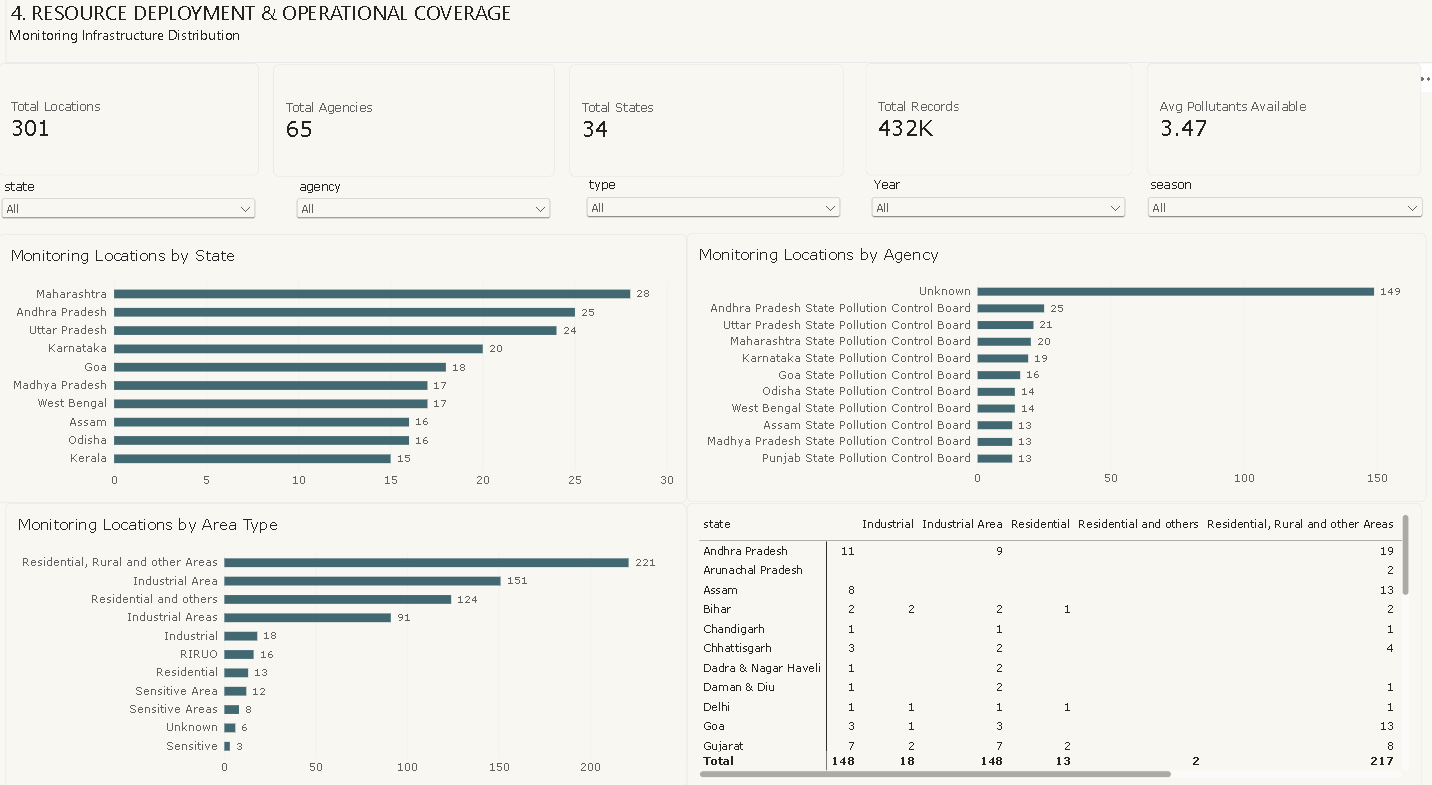 4. RESOURCE DEPLOYMENT & OPERATIONAL COVERAGE
Monitoring Infrastructure Distribution
Total Locations
301
Total Agencies
65
Total States
34
Total Records
432K
Avg Pollutants Available
3.47
state
All
agency
All
type
All
Year
All
season
All
Monitoring Locations by State
Maharashtra 28
Andhra Pradesh 25
Uttar Pradesh 24
Karnataka 20
Goa 18
Madhya Pradesh 17
West Bengal 17
Assam 16
Odisha 16
Kerala 15
0 5 10 15 20 25 30
Monitoring Locations by Agency
Unknown 149
Andhra Pradesh State Pollution Control Board 25
Uttar Pradesh State Pollution Control Board 21
Maharashtra State Pollution Control Board 20
Karnataka State Pollution Control Board 19
Goa State Pollution Control Board 16
Odisha State Pollution Control Board 14
West Bengal State Pollution Control Board 14
Assam State Pollution Control Board 13
Madhya Pradesh State Pollution Control Board 13
Punjab State Pollution Control Board 13
0 50 100 150
Monitoring Locations by Area Type
Residential, Rural and other Areas 221
Industrial Area 151
Residential and others 124
Industrial Areas 91
Industrial 18
RIRUO 16
Residential 13
Sensitive Area 12
Sensitive Areas 8
Unknown 6
Sensitive 3
0 50 100 150 200
state Industrial Industrial Area Residential Residential and others Residential, Rural and other Areas
Andhra Pradesh 11 9 19
Arunachal Pradesh 2
Assam 8 13
Bihar 2 2 2 1 2
Chandigarh 1 1 1
Chhattisgarh 3 2 4
Dadra & Nagar Haveli 1 2
Daman & Diu 1 2 1
Delhi 1 1 1 1 1
Goa 3 1 3 13
Gujarat 7 2 7 2 8
Total 148 18 148 13 2 217